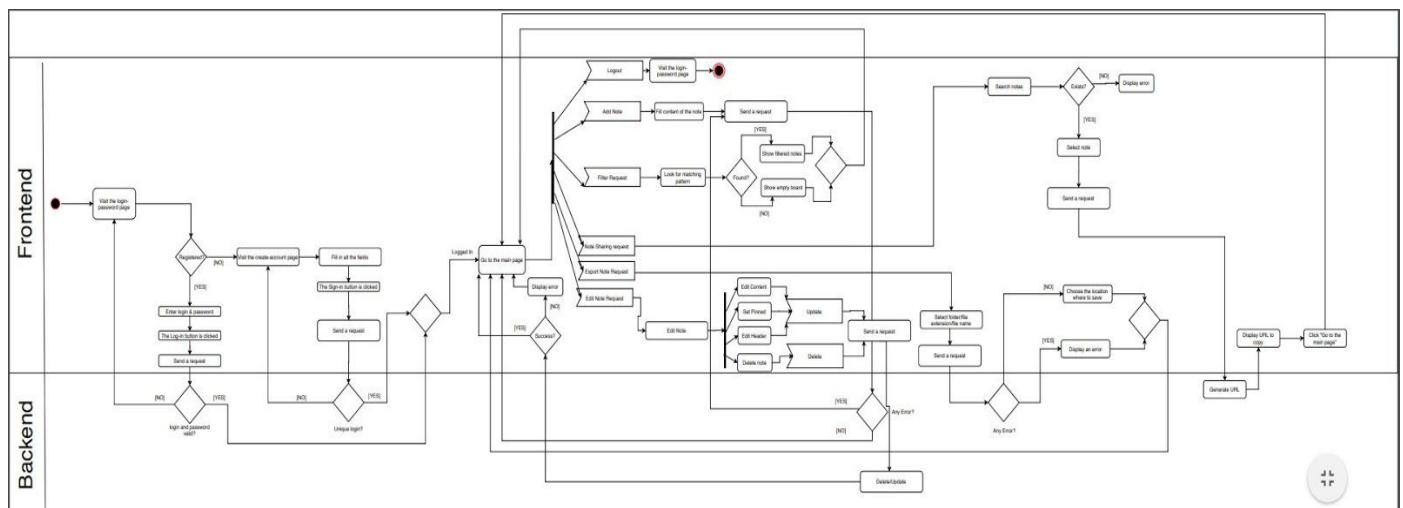 Frontend
Backend
Visit the login-
password page
Registered?
[NO]
[YES]
Enter login & password
The Log-in button is clicked
Send a request
[NO]
[YES]
login and password
valid?
Visit the create-account page
Fill in all the fields
The Sign-in button is clicked
Send a request
[NO]
[YES]
Unique login?
Logged In
Go to the main page
Display error
[NO]
[YES]
Success?
Logout
Visit the login-
password page
Add Note
Fill content of the note
Send a request
Filter Request
Look for matching
pattern
Found?
[YES]
Show filtered notes
Show empty board
[NO]
Note Sharing request
Export Note Request
Edit Note Request
Edit Note
Edit Content
Set Pinned
Edit Header
Delete note
Update
Delete
Send a request
[YES]
Any Error?
[NO]
Delete/Update
Search notes
Exists?
[NO]
Display error
[YES]
Select note
Send a request
Select folder/file
extension/file name
Send a request
Any Error?
[NO]
Choose the location
where to save
[YES]
Display an error
Generate URL
Display URL to
copy
Click "Go to the
main page"